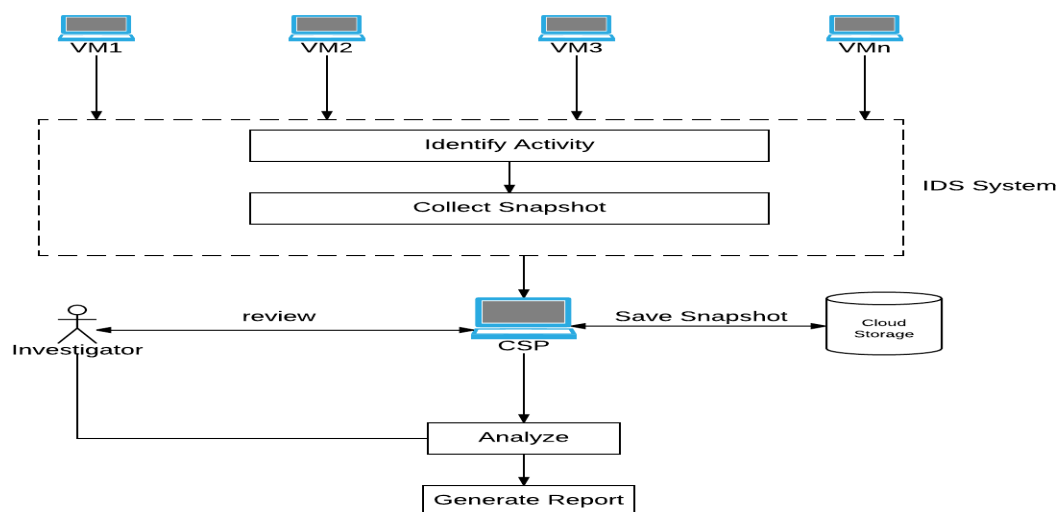 VM1
VM2
VM3
VMn
Identify Activity
IDS System
Collect Snapshot
review
Save Snapshot
Cloud
Storage
Investigator
CSP
Analyze
Generate Report